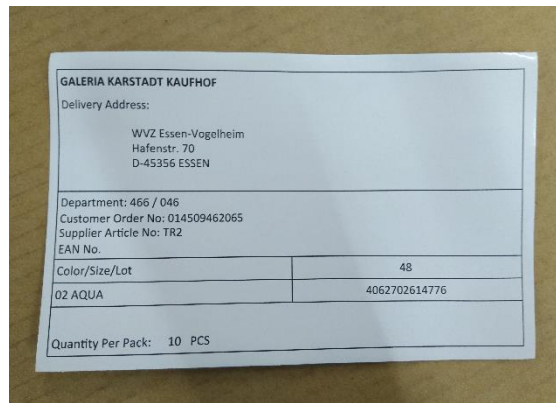 GALERIA KARSTADT KAUFHOF
Delivery Address:
WVZ Essen-Vogelheim
Hafenstr. 70
D-45356 ESSEN
Department: 466 / 046
Customer Order No: 014509462065
Supplier Article No: TR2
EAN No.
Color/Size/Lot 48
02 AQUA 4062702614776
Quantity Per Pack: 10 PCS